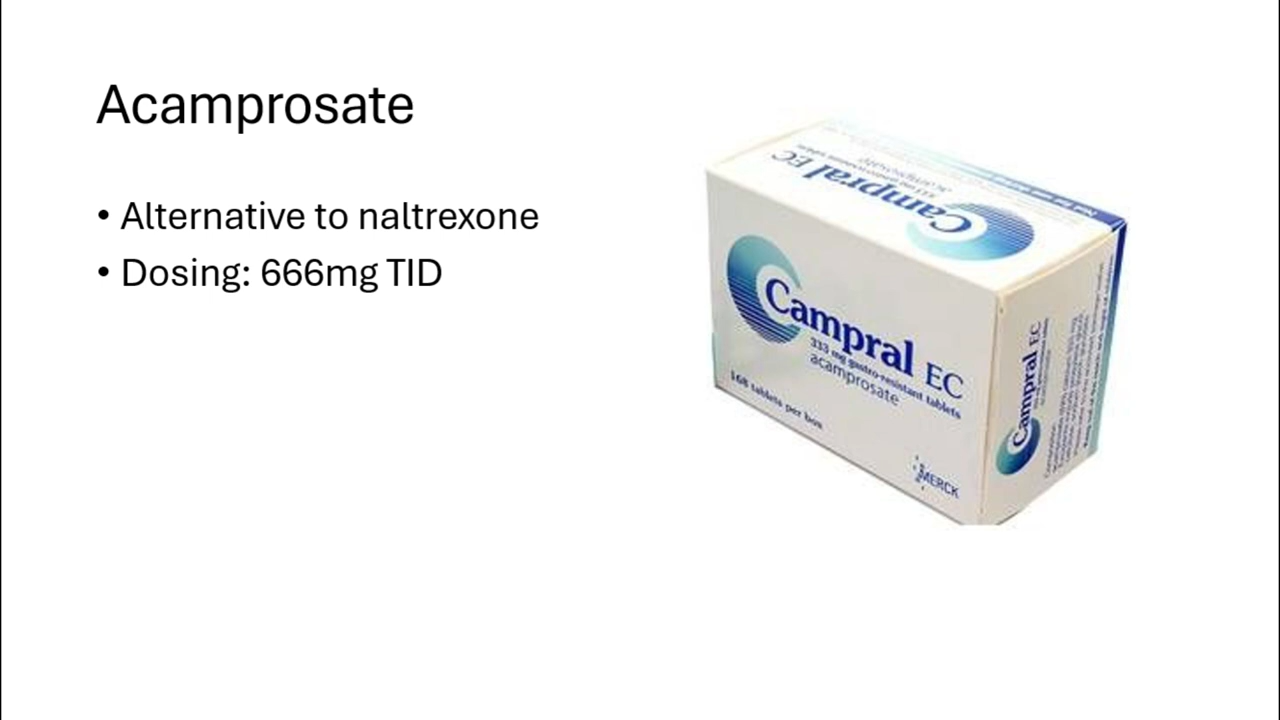 Acamprosate
• Alternative to naltrexone
• Dosing: 666mg TID
Campral EC
Campral EC
333 mg gastro-resistant tablets
acamprosate
168 tablets per box
MERCK
Campral EC